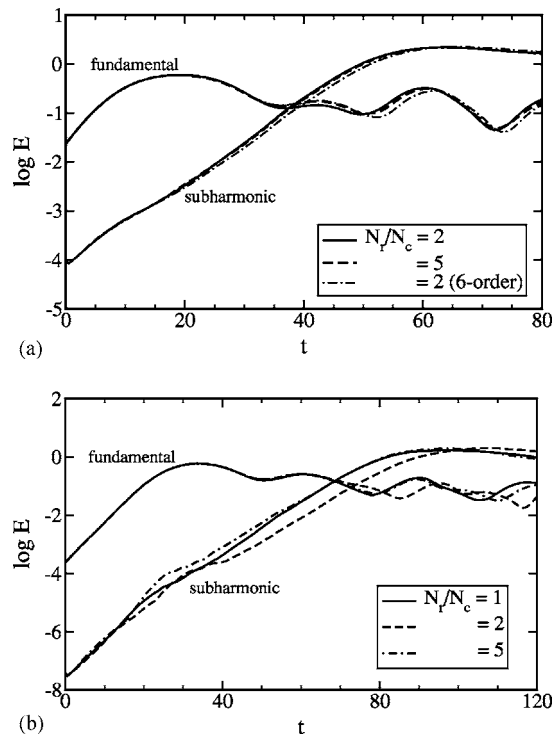 1
0
-1
-2
-3
-4
-5
log E
fundamental
subharmonic
N_r/N_c = 2
= 5
= 2 (6-order)
0 20 40 60 80
t
(a)
2
0
-2
-4
-6
-8
log E
fundamental
subharmonic
N_r/N_c = 1
= 2
= 5
0 40 80 120
t
(b)